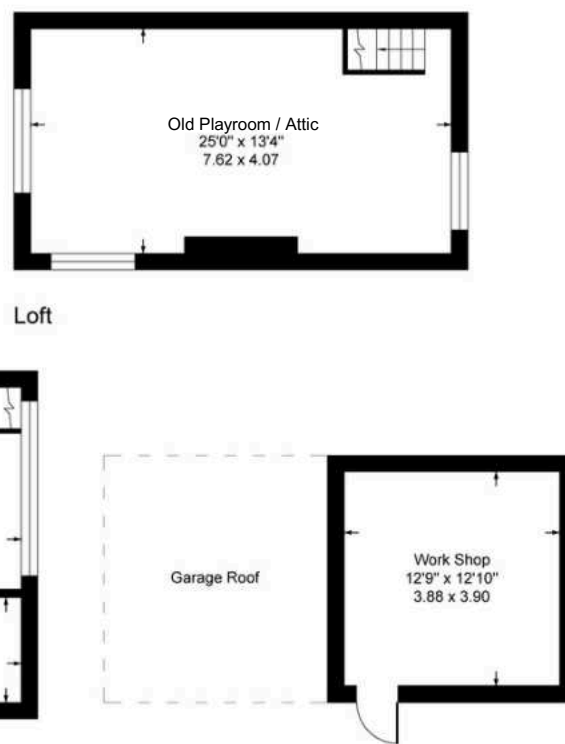 Old Playroom / Attic
25'0" x 13'4"
7.62 x 4.07
Loft
Garage Roof
Work Shop
12'9" x 12'10"
3.88 x 3.90